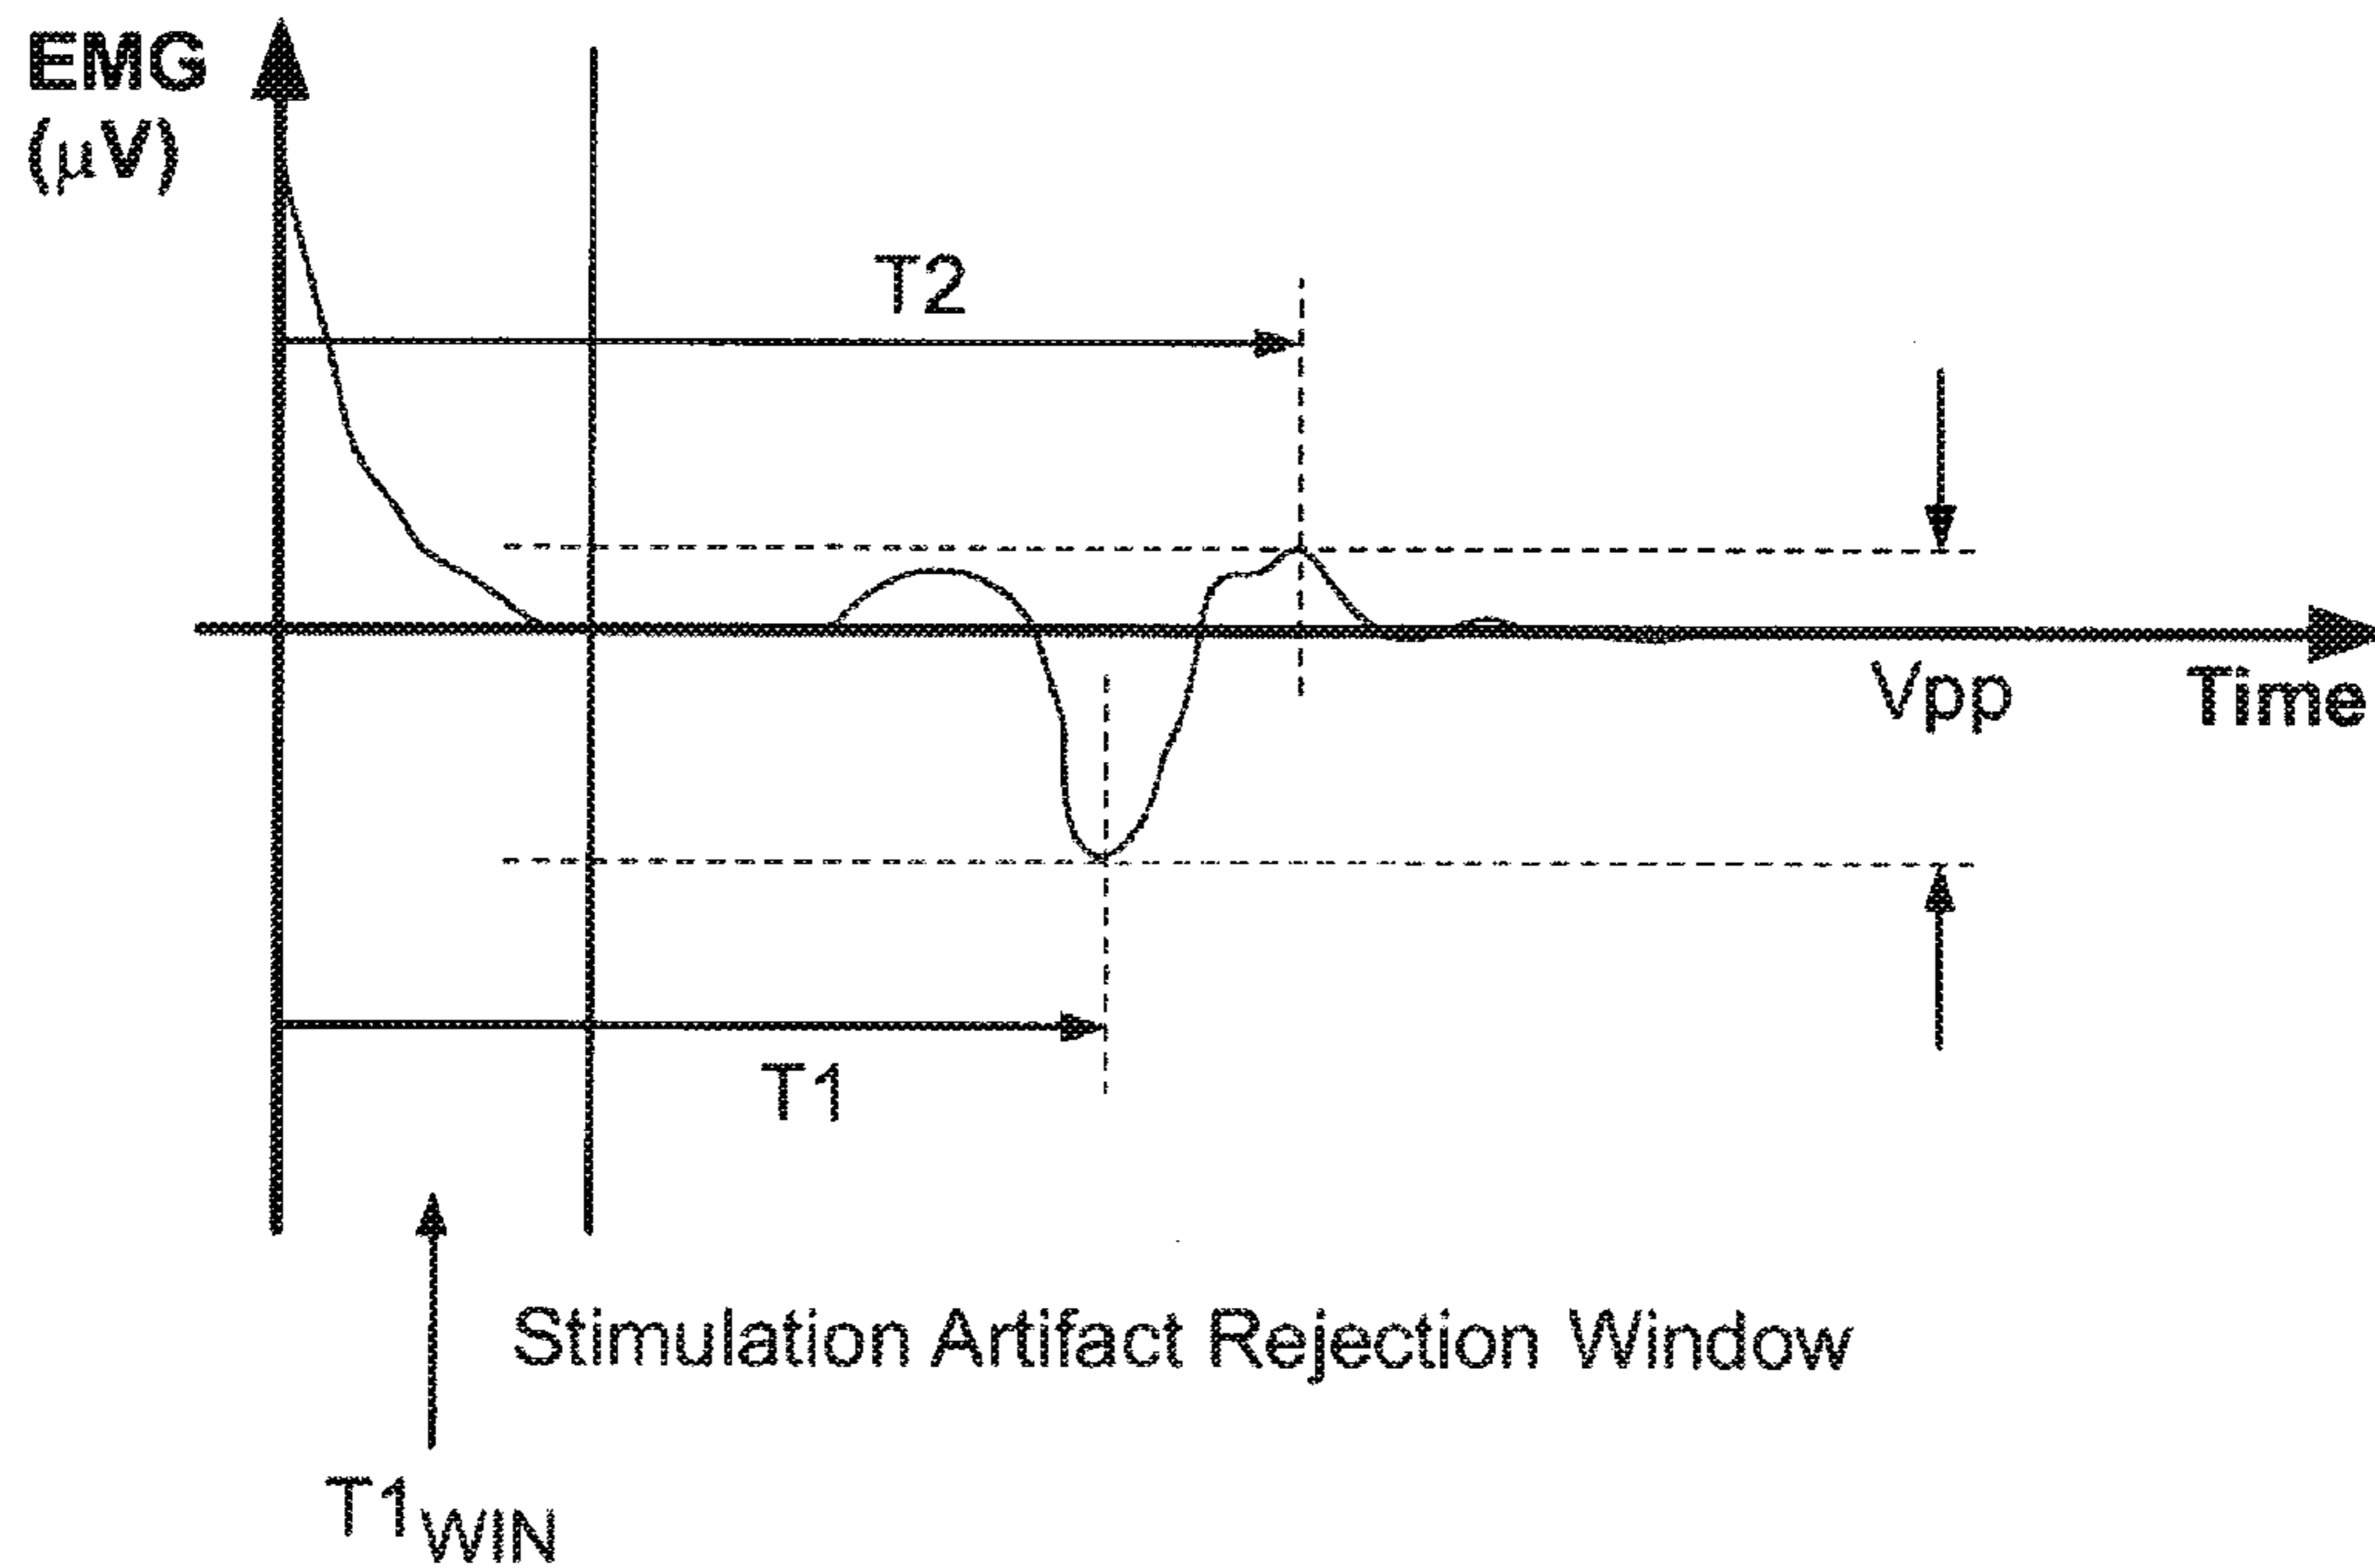 EMG
(μV)
T2
Vpp
Time
T1
Stimulation Artifact Rejection Window
T1WIN